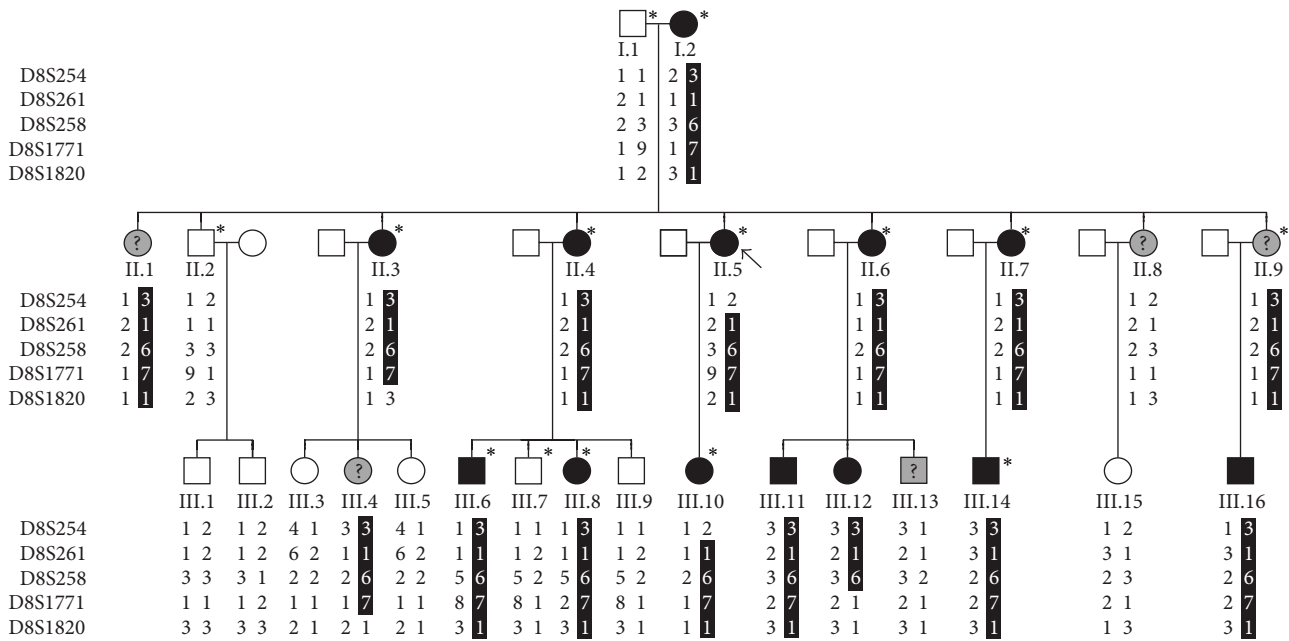 * *
I.1 I.2
D8S254 1 1 2 3
D8S261 2 1 1 1
D8S258 2 3 3 6
D8S1771 1 9 1 7
D8S1820 1 2 3 1
? * * * * * * ? ? *
II.1 II.2 II.3 II.4 II.5 II.6 II.7 II.8 II.9
D8S254 1 3 1 2 1 3 1 3 1 2 1 3 1 3 1 2 1 3
D8S261 2 1 1 1 2 1 2 1 2 1 1 1 2 1 2 1 2 1
D8S258 2 6 3 3 2 6 2 6 3 6 2 6 2 6 2 3 2 6
D8S1771 1 7 9 1 1 7 1 7 9 7 1 7 1 7 1 1 1 7
D8S1820 1 1 2 3 1 3 1 1 2 1 1 1 1 1 1 3 1 1
? * * * * ? *
III.1 III.2 III.3 III.4 III.5 III.6 III.7 III.8 III.9 III.10 III.11 III.12 III.13 III.14 III.15 III.16
D8S254 1 2 1 2 4 1 3 3 4 1 1 3 1 1 1 3 1 1 1 2 3 3 3 3 3 1 3 3 1 2 1 3
D8S261 1 2 1 2 6 2 1 1 6 2 1 1 1 2 1 1 1 2 1 1 2 1 2 1 2 1 3 1 3 1 3 1
D8S258 3 3 3 1 2 2 2 6 2 2 5 6 5 2 5 6 5 2 2 6 3 6 3 6 3 2 2 6 2 3 2 6
D8S1771 1 1 1 2 1 1 1 7 1 1 8 7 8 1 2 7 8 1 1 7 2 7 2 1 2 1 2 7 2 1 2 7
D8S1820 3 3 3 3 2 1 2 1 2 1 3 1 3 1 3 1 3 1 1 1 3 1 3 1 3 1 3 1 1 3 3 1